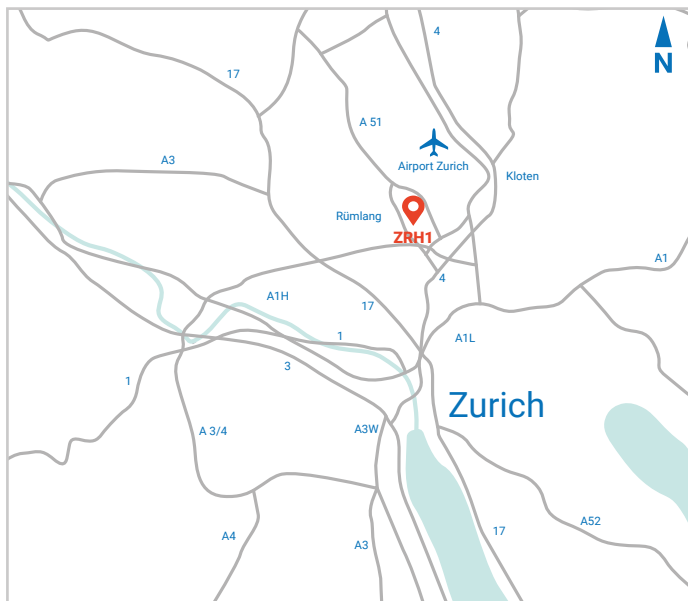 4
N
17
A 51
A3
Airport Zurich
Kloten
Rümlang
ZRH1
A1
4
A1H
17
1
A1L
3
1
Zurich
A 3/4
A3W
A52
17
A4
A3